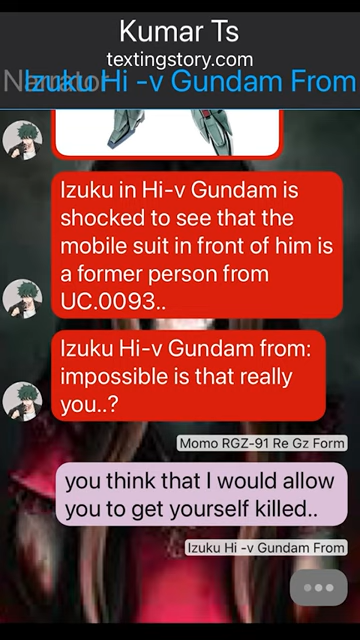 Kumar Ts
textingstory.com
Narrator
Izuku Hi -v Gundam From
Izuku in Hi-v Gundam is
shocked to see that the
mobile suit in front of him is
a former person from
UC.0093..
Izuku Hi-v Gundam from:
impossible is that really
you..?
Momo RGZ-91 Re Gz Form
you think that I would allow
you to get yourself killed..
Izuku Hi -v Gundam From